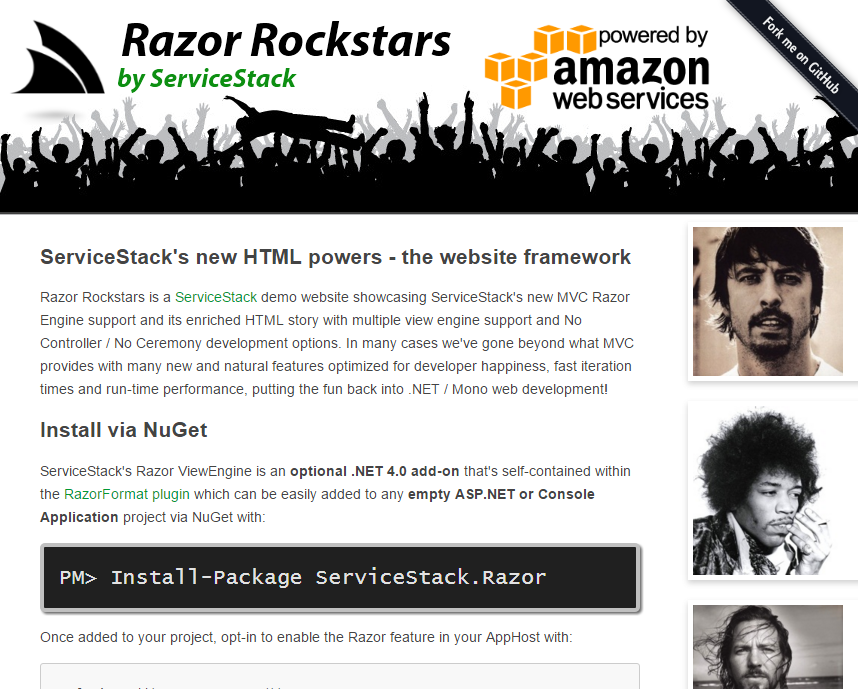 Razor Rockstars
by ServiceStack
powered by
amazon
web services
Fork me on GitHub
ServiceStack's new HTML powers - the website framework
Razor Rockstars is a ServiceStack demo website showcasing ServiceStack's new MVC Razor
Engine support and its enriched HTML story with multiple view engine support and No
Controller / No Ceremony development options. In many cases we've gone beyond what MVC
provides with many new and natural features optimized for developer happiness, fast iteration
times and run-time performance, putting the fun back into .NET / Mono web development!
Install via NuGet
ServiceStack's Razor ViewEngine is an optional .NET 4.0 add-on that's self-contained within
the RazorFormat plugin which can be easily added to any empty ASP.NET or Console
Application project via NuGet with:
PM> Install-Package ServiceStack.Razor
Once added to your project, opt-in to enable the Razor feature in your AppHost with: